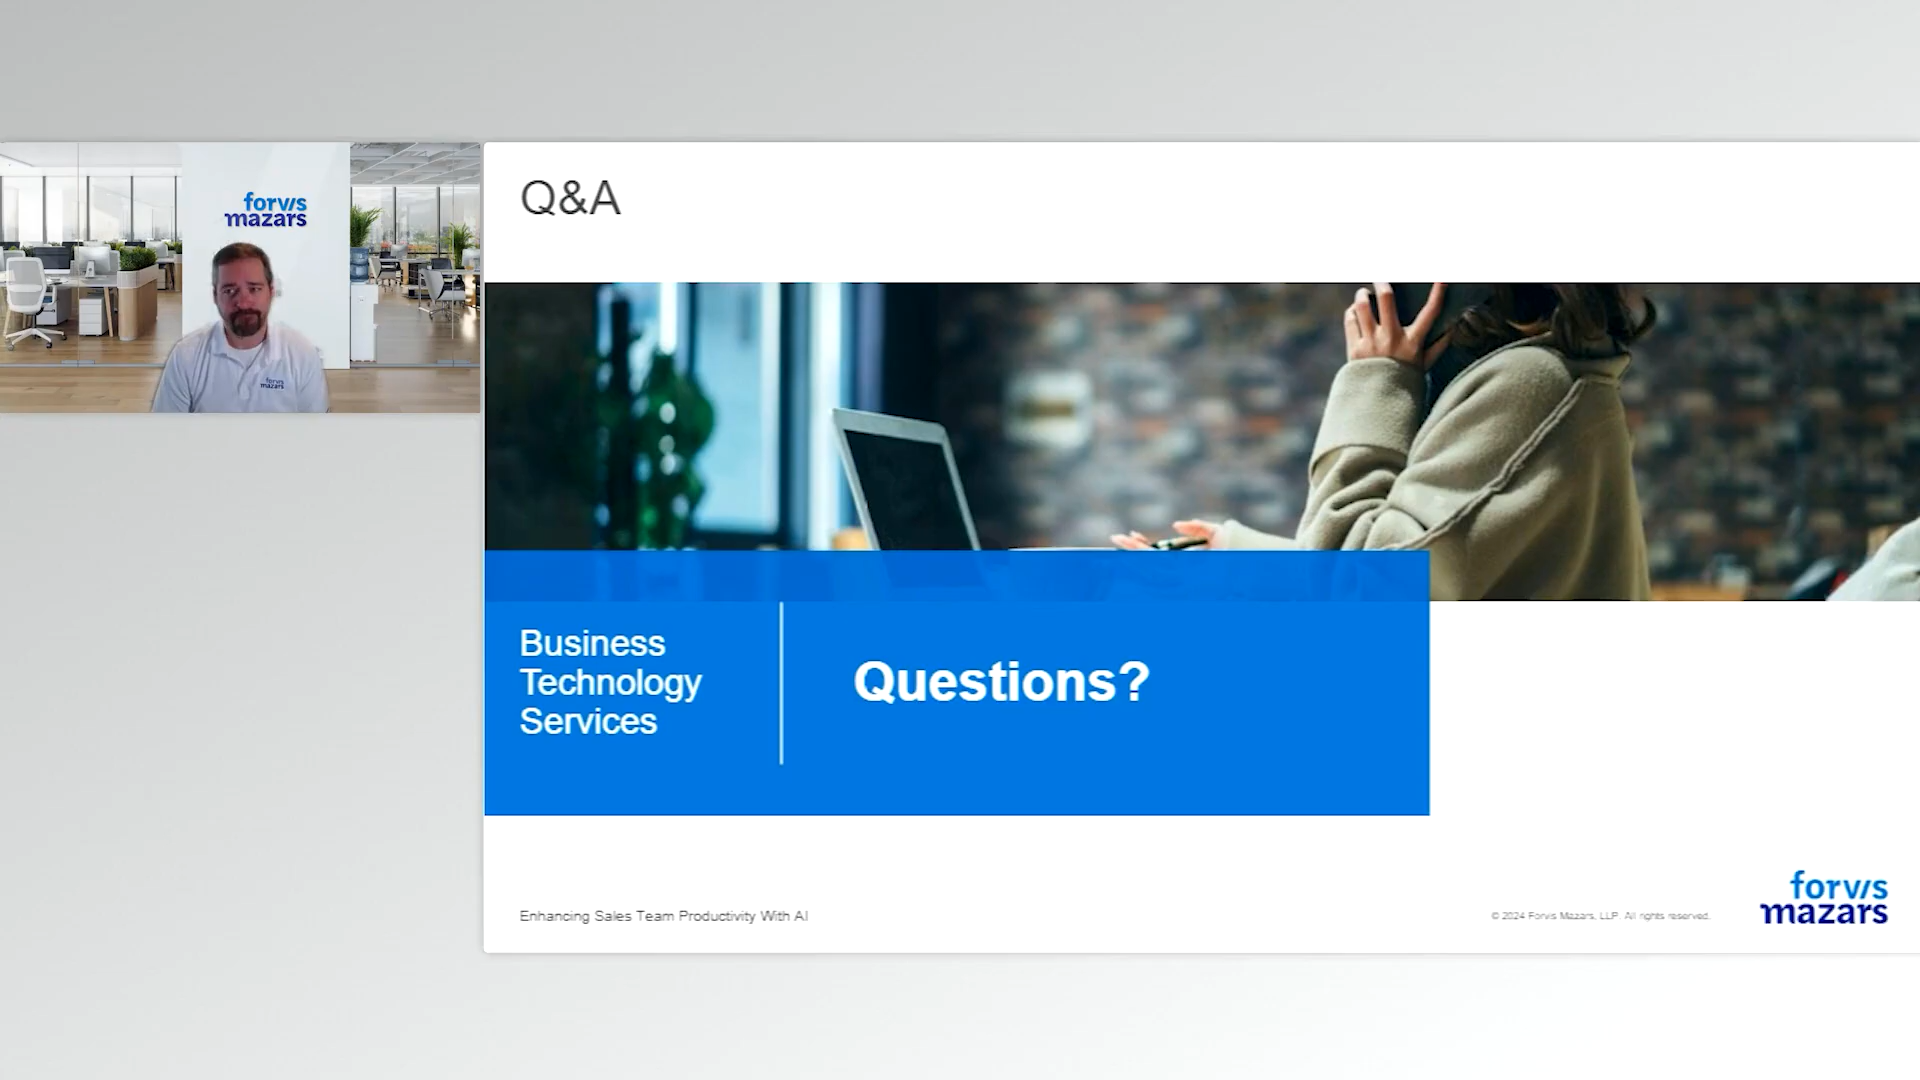 forvis
mazars
forvis
mazars
Q&A
Business
Technology
Services
Questions?
Enhancing Sales Team Productivity With AI
© 2024 Forvis Mazars, LLP. All rights reserved.
forvis
mazars